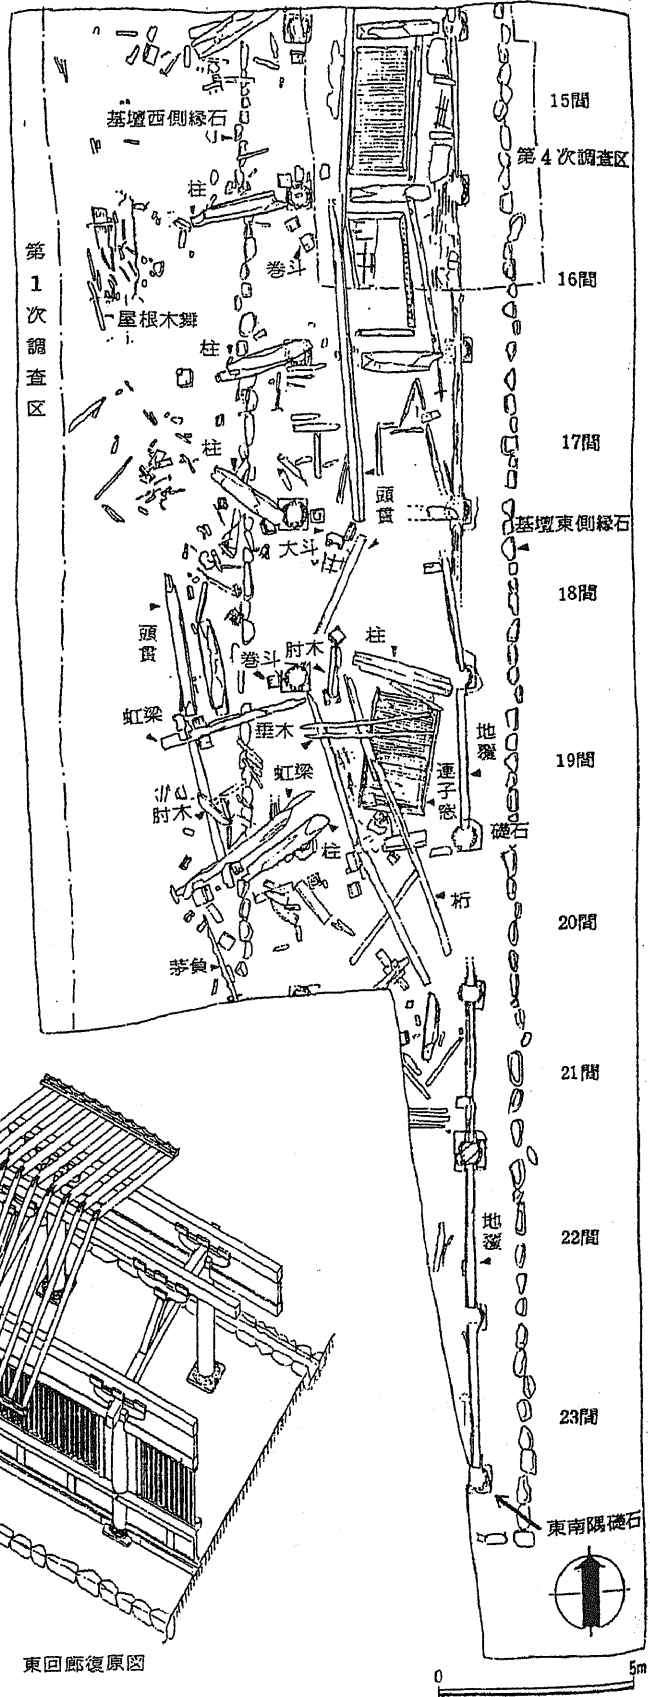 15間
基壇西側縁石
第4次調査区
柱
巻斗
第1次調査区
16間
屋根木舞
柱
17間
柱
頭貫
基壇東側縁石
大斗
18間
頭貫
柱
肘木
巻斗
虹梁
垂木
地覆
19間
虹梁
連子窓
肘木
礎石
柱
桁
20間
茅負
21間
地覆
22間
23間
東南隅礎石
東回廊復原図
0
5m